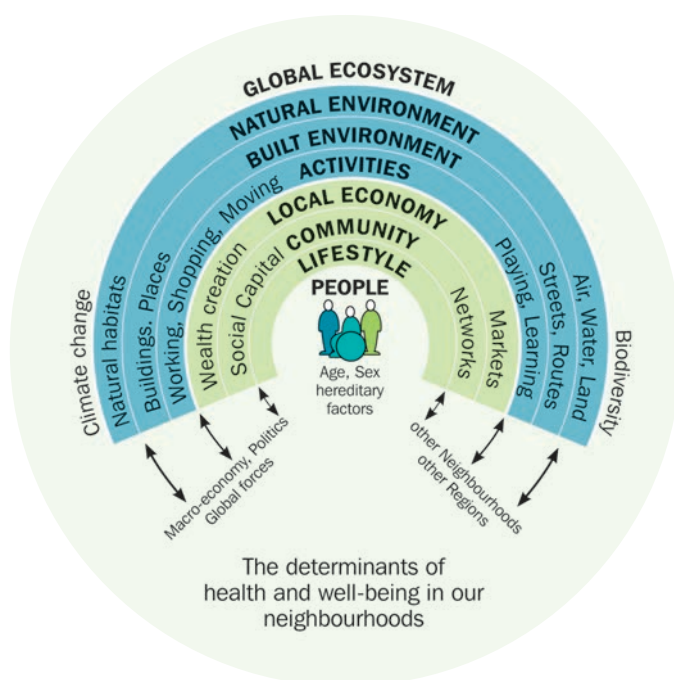 GLOBAL ECOSYSTEM
NATURAL ENVIRONMENT
BUILT ENVIRONMENT
ACTIVITIES
LOCAL ECONOMY
COMMUNITY
LIFESTYLE
PEOPLE
Age, Sex
hereditary
factors
Climate change
Natural habitats
Buildings. Places
Working, Shopping, Moving
Wealth creation
Social Capital
Networks
Markets
Playing, Learning
Streets, Routes
Air, Water, Land
Biodiversity
Macro-economy, Politics
Global forces
other Neighbourhoods
other Regions
The determinants of
health and well-being in our
neighbourhoods